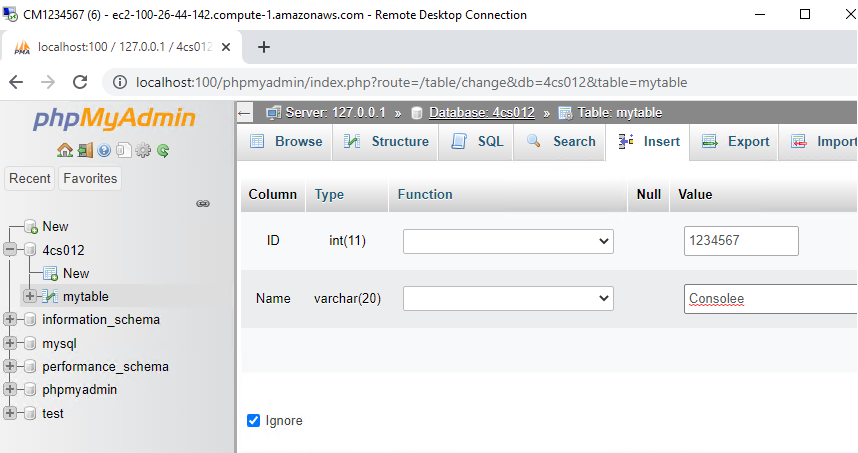 CM1234567 (6) - ec2-100-26-44-142.compute-1.amazonaws.com - Remote Desktop Connection
PMA localhost:100 / 127.0.0.1 / 4cs012
localhost:100/phpmyadmin/index.php?route=/table/change&db=4cs012&table=mytable
phpMyAdmin
Server: 127.0.0.1 » Database: 4cs012 » Table: mytable
Browse Structure SQL Search Insert Export Import
Recent Favorites
Column Type Function Null Value
New
4cs012
New
mytable
information_schema
mysql
performance_schema
phpmyadmin
test
ID int(11) 1234567
Name varchar(20) Consolee
Ignore